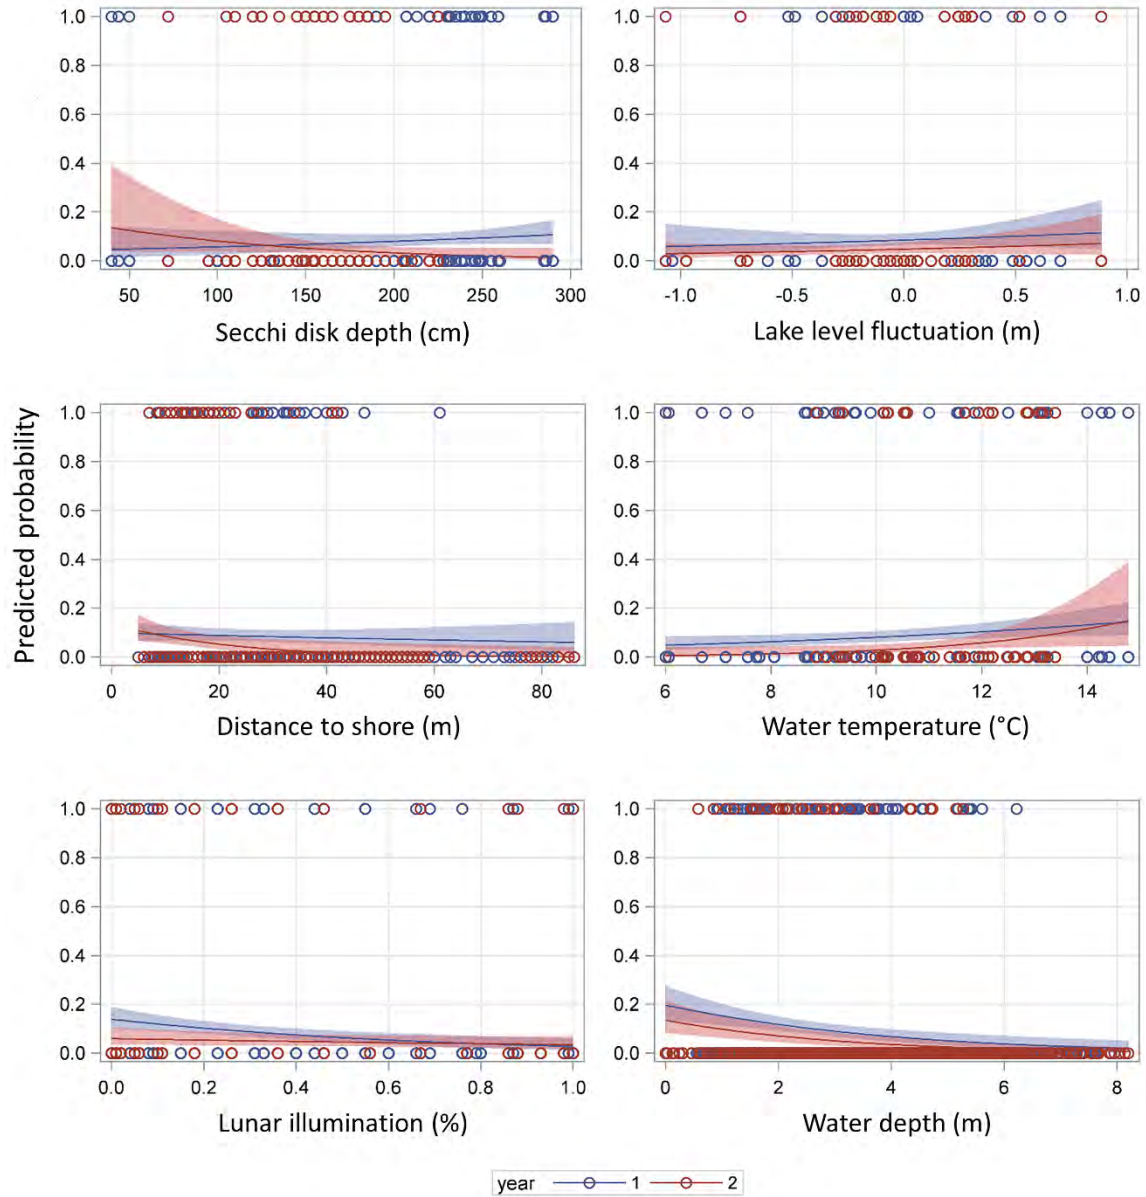 1.0
0.8
0.6
0.4
0.2
0.0
50 100 150 200 250 300
Secchi disk depth (cm)
1.0
0.8
0.6
0.4
0.2
0.0
-1.0 -0.5 0.0 0.5 1.0
Lake level fluctuation (m)
Predicted probability
1.0
0.8
0.6
0.4
0.2
0.0
0 20 40 60 80
Distance to shore (m)
1.0
0.8
0.6
0.4
0.2
0.0
6 8 10 12 14
Water temperature (°C)
1.0
0.8
0.6
0.4
0.2
0.0
0.0 0.2 0.4 0.6 0.8 1.0
Lunar illumination (%)
1.0
0.8
0.6
0.4
0.2
0.0
0 2 4 6 8
Water depth (m)
year 1 2